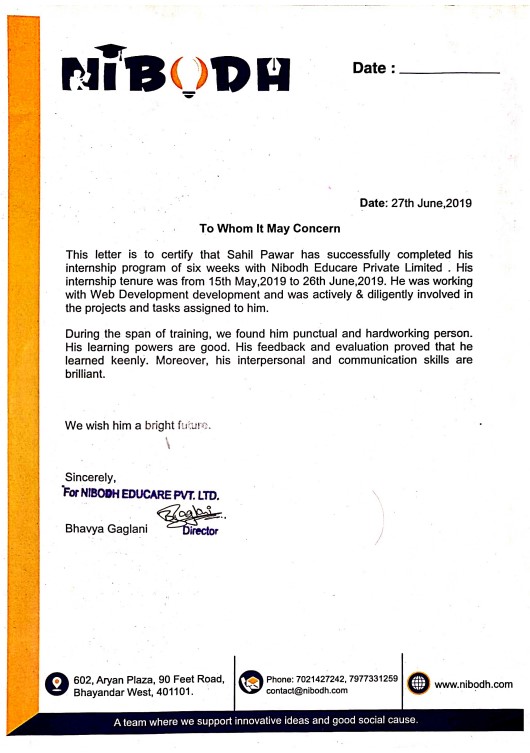 NiBODH
Date :
Date: 27th June,2019
To Whom It May Concern
This letter is to certify that Sahil Pawar has successfully completed his
internship program of six weeks with Nibodh Educare Private Limited . His
internship tenure was from 15th May,2019 to 26th June,2019. He was working
with Web Development development and was actively & diligently involved in
the projects and tasks assigned to him.
During the span of training, we found him punctual and hardworking person.
His learning powers are good. His feedback and evaluation proved that he
learned keenly. Moreover, his interpersonal and communication skills are
brilliant.
We wish him a bright future.
Sincerely,
For NIBODH EDUCARE PVT. LTD.
Bhavya Gaglani
Director
602, Aryan Plaza, 90 Feet Road,
Bhayandar West, 401101.
Phone: 7021427242, 7977331259
contact@nibodh.com
www.nibodh.com
A team where we support innovative ideas and good social cause.